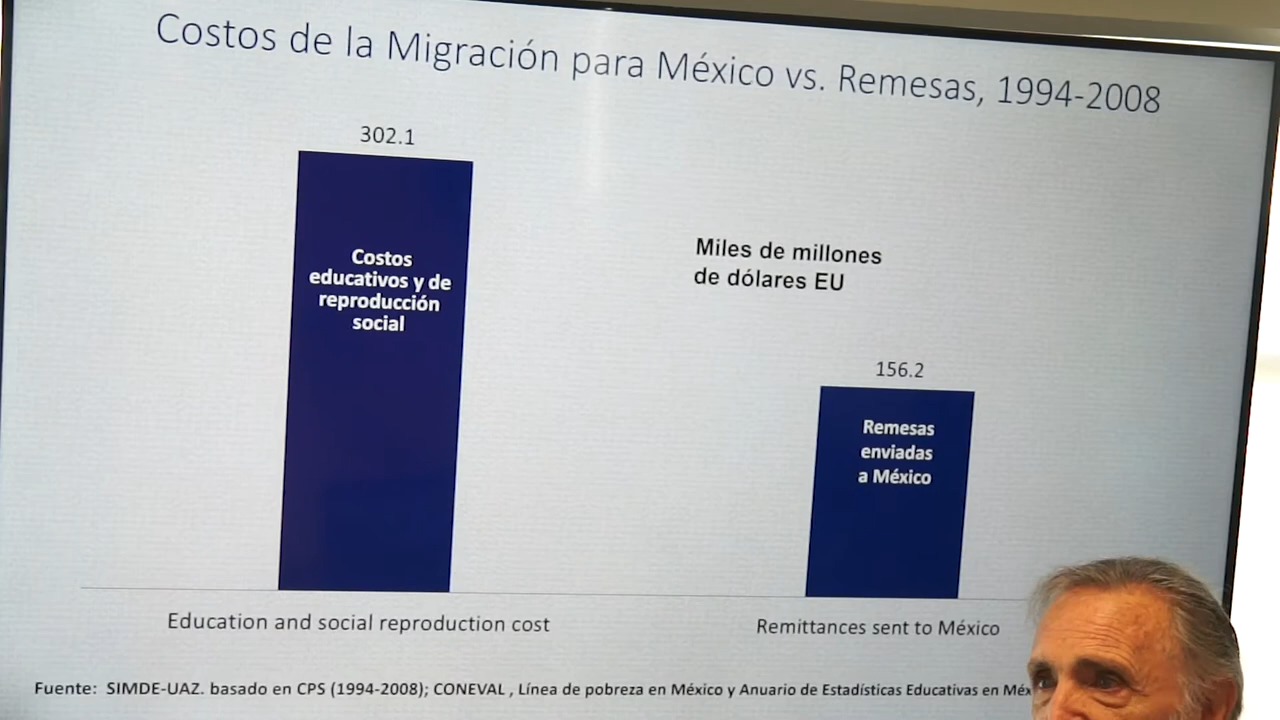 Costos de la Migración para México vs. Remesas, 1994-2008
302.1
Costos
educativos y de
reproducción
social
Miles de millones
de dólares EU
156.2
Remesas
enviadas
a México
Education and social reproduction cost
Remittances sent to México
Fuente: SIMDE-UAZ. basado en CPS (1994-2008); CONEVAL , Línea de pobreza en México y Anuario de Estadísticas Educativas en